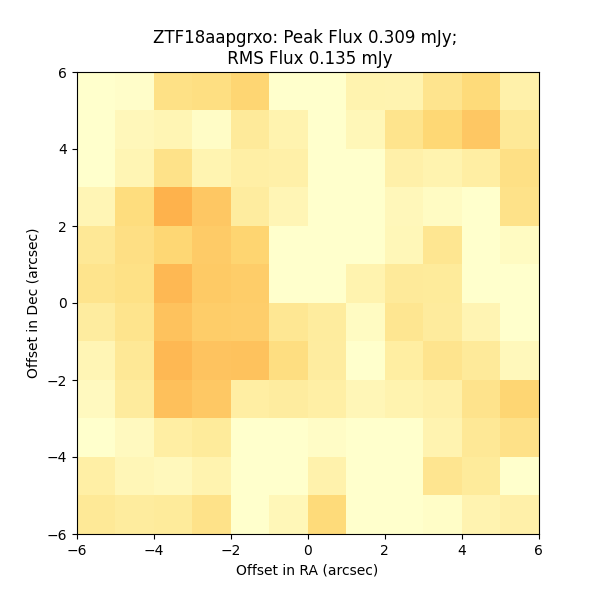 ZTF18aapgrxo: Peak Flux 0.309 mJy;
RMS Flux 0.135 mJy
6
4
2
0
−2
−4
−6
Offset in Dec (arcsec)
−6 −4 −2 0 2 4 6
Offset in RA (arcsec)